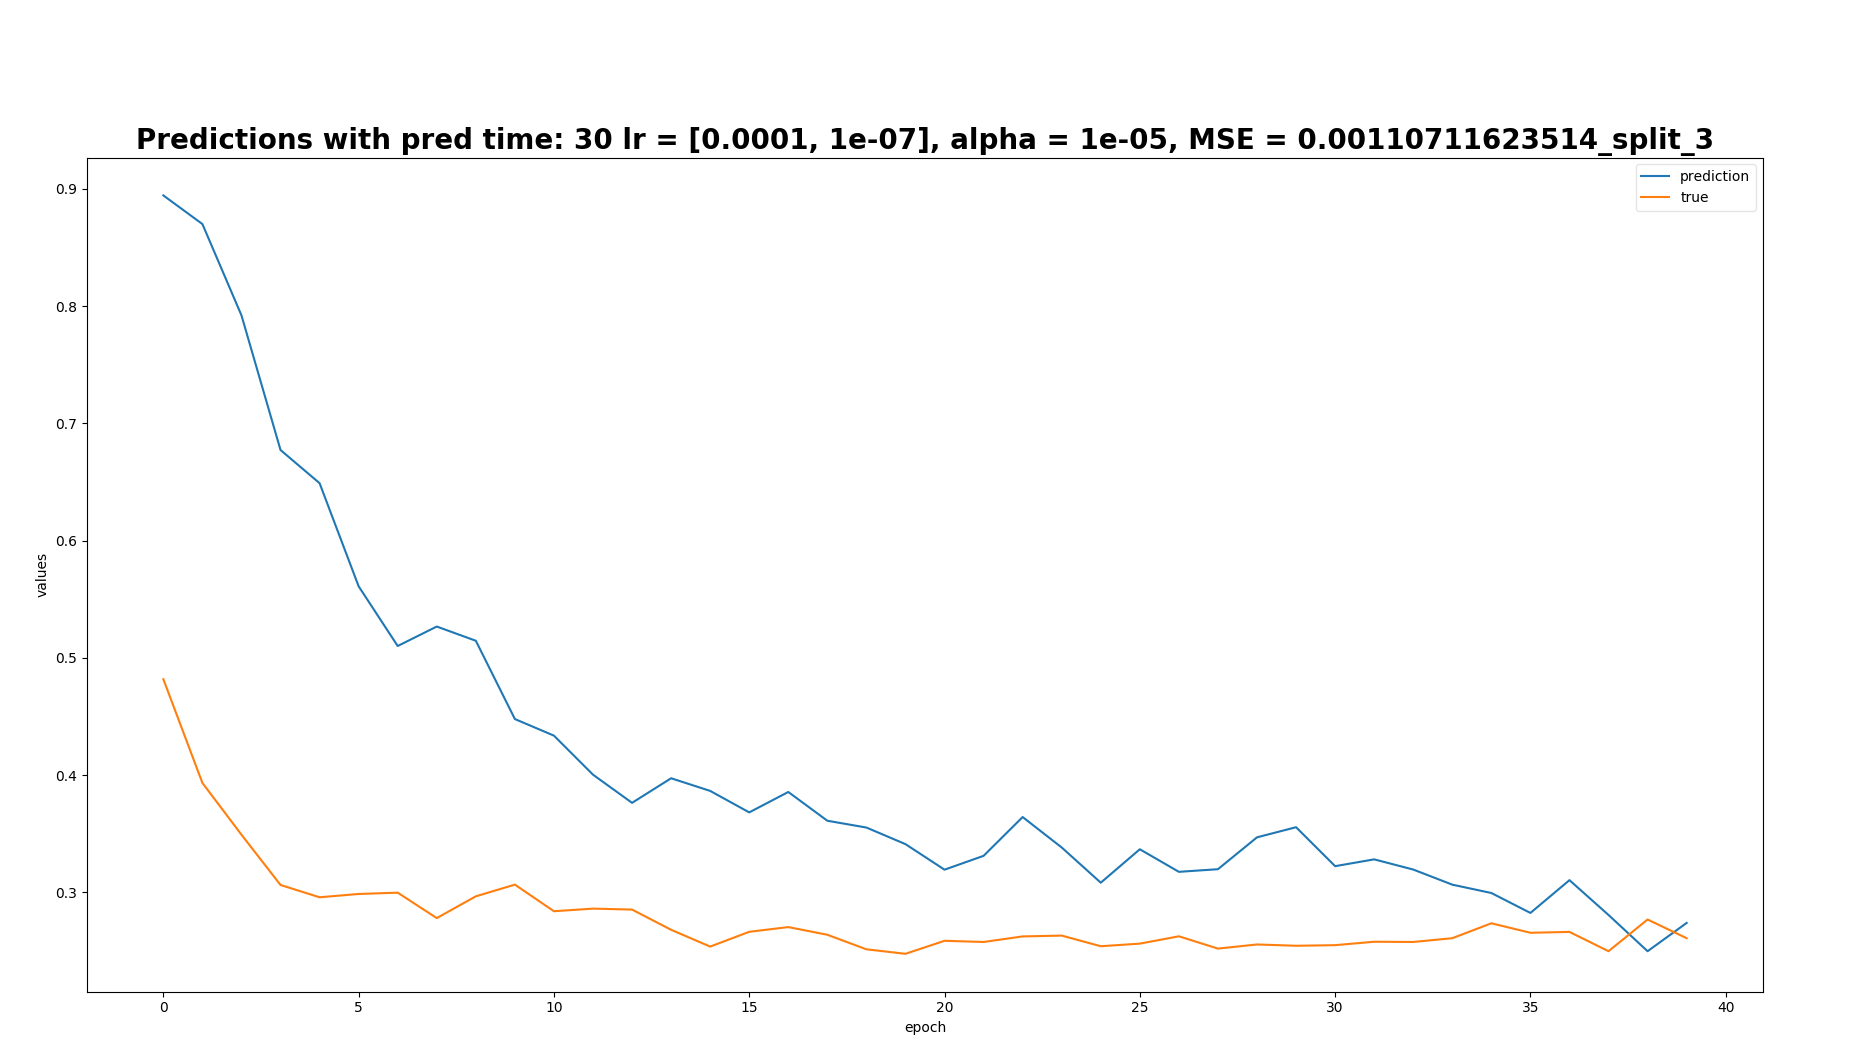 Predictions with pred time: 30 lr = [0.0001, 1e-07], alpha = 1e-05, MSE = 0.00110711623514_split_3
prediction
true
0.9
0.8
0.7
0.6
0.5
0.4
0.3
values
0 5 10 15 20 25 30 35 40
epoch